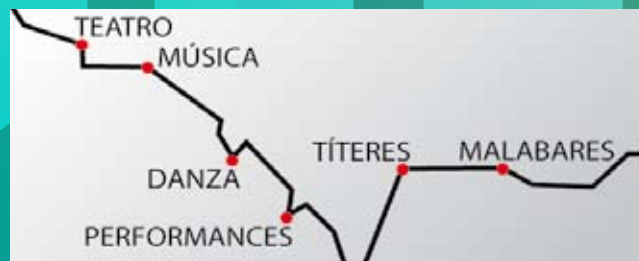 TEATRO
MÚSICA
DANZA
TÍTERES
MALABARES
PERFORMANCES